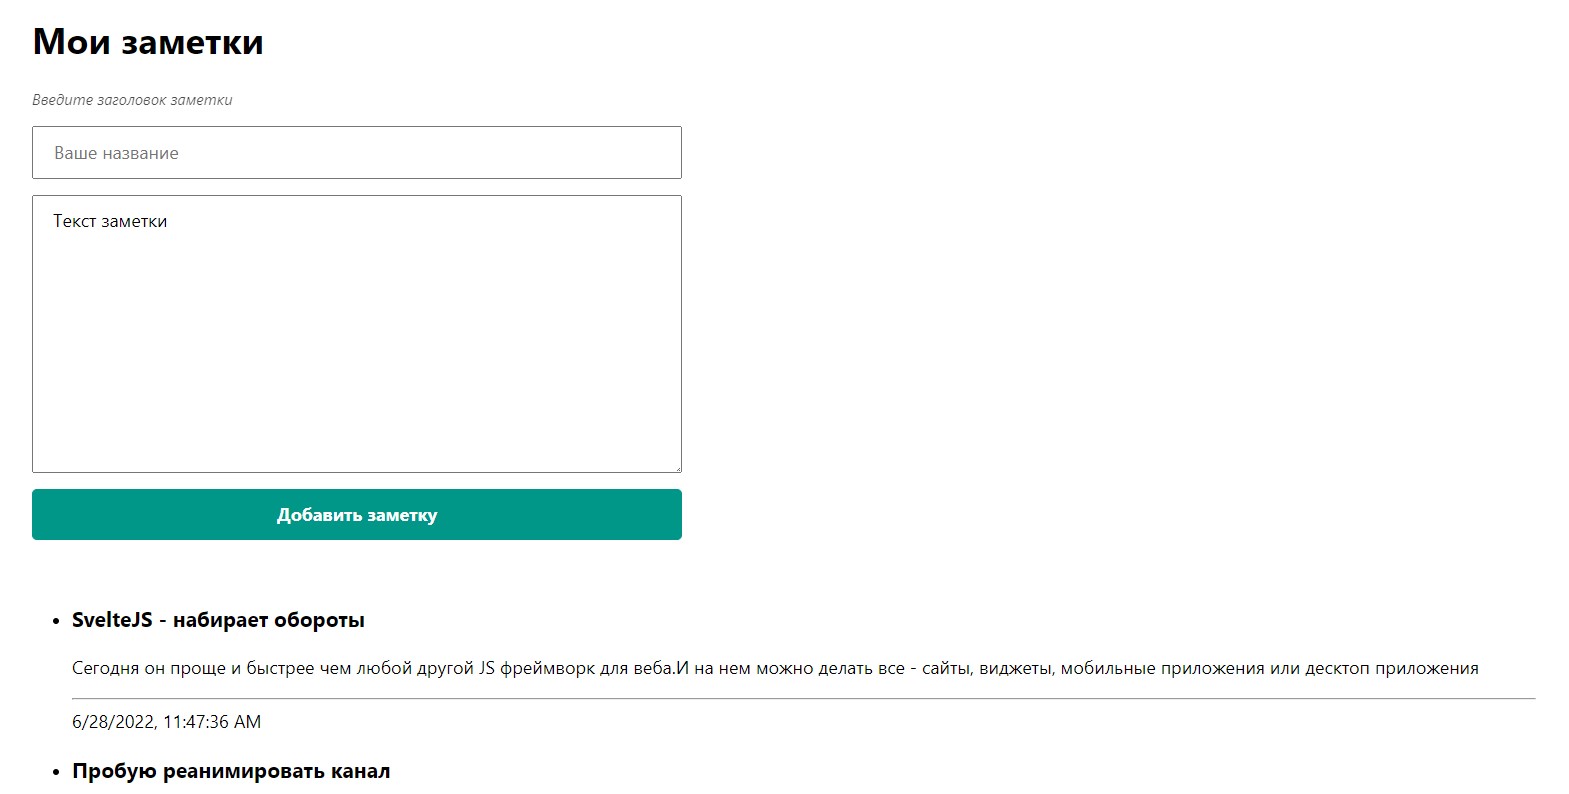 Мои заметки
Введите заголовок заметки
Ваше название
Текст заметки
Добавить заметку
SvelteJS - набирает обороты
Сегодня он проще и быстрее чем любой другой JS фреймворк для веба.И на нем можно делать все - сайты, виджеты, мобильные приложения или десктоп приложения
6/28/2022, 11:47:36 AM
Пробую реанимировать канал